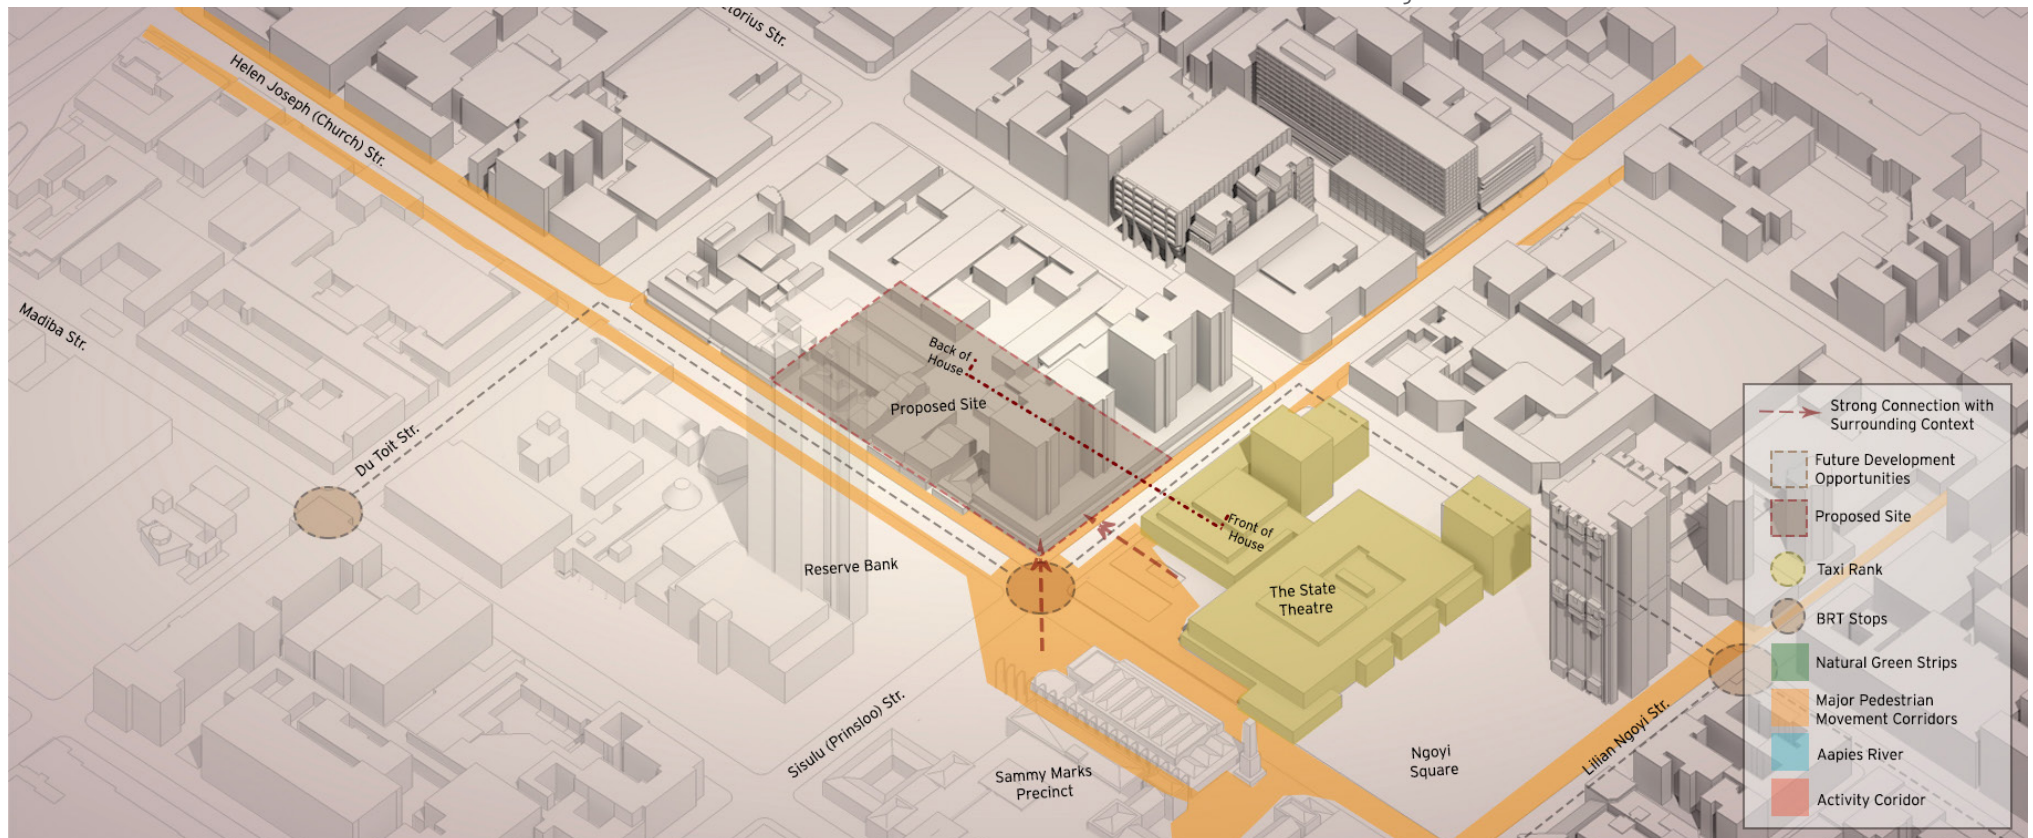 Helen Joseph (Church) Str.
Madiba Str.
Du Toit Str.
Back of
House
Proposed Site
Front of
House
Reserve Bank
The State
Theatre
Sisulu (Prinsloo) Str.
Sammy Marks
Precinct
Ngoyi
Square
Lilian Ngoyi Str.
Strong Connection with
Surrounding Context
Future Development
Opportunities
Proposed Site
Taxi Rank
BRT Stops
Natural Green Strips
Major Pedestrian
Movement Corridors
Aapies River
Activity Coridor